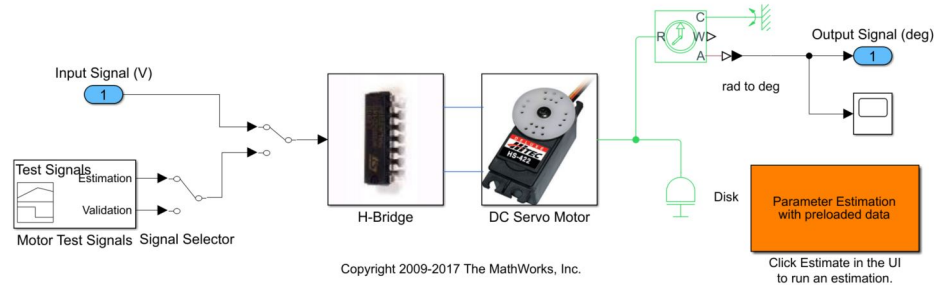 C
R
W
A
Output Signal (deg)
1
rad to deg
Input Signal (V)
1
Test Signals
Estimation
Validation
Motor Test Signals
Signal Selector
H-Bridge
HITEC
HS-422
DC Servo Motor
Disk
Parameter Estimation
with preloaded data
Click Estimate in the UI
to run an estimation.
Copyright 2009-2017 The MathWorks, Inc.